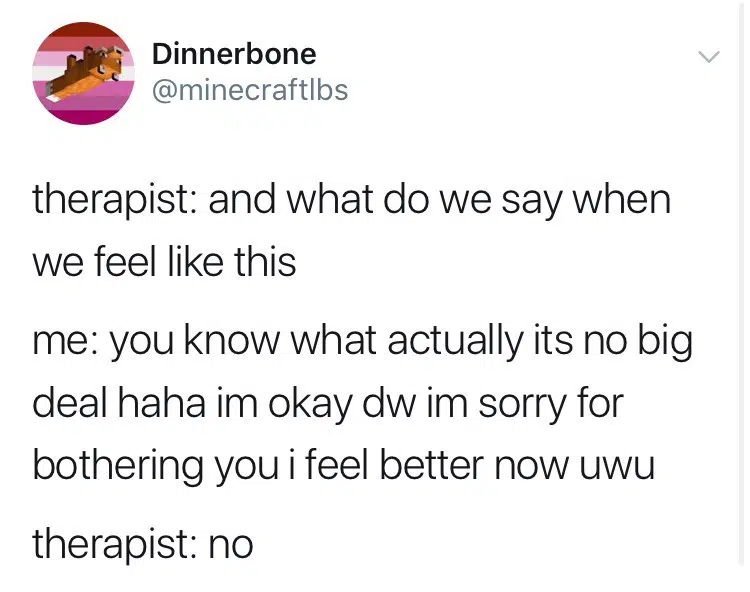 Dinnerbone
@minecraftlbs
therapist: and what do we say when
we feel like this
me: you know what actually its no big
deal haha im okay dw im sorry for
bothering you i feel better now uwu
therapist: no